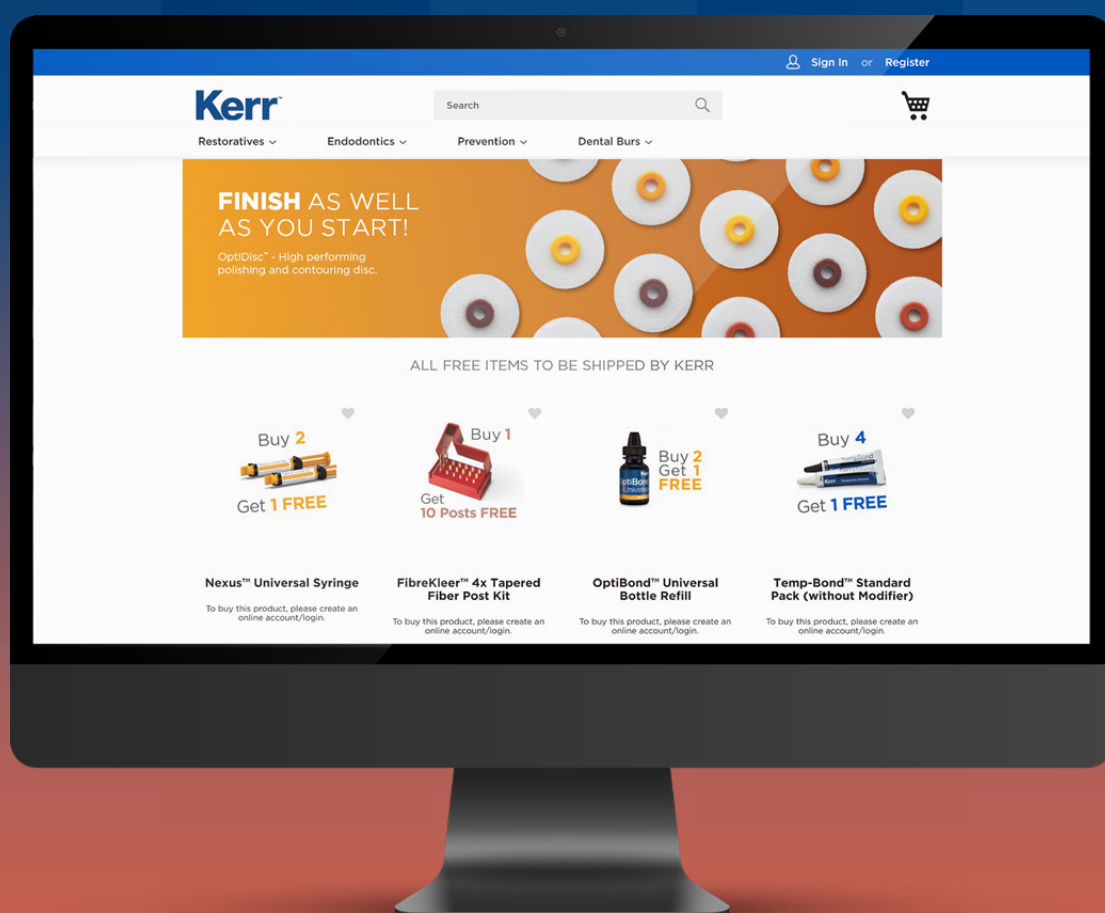 Sign In or Register
Kerr™
Search
Restoratives
Endodontics
Prevention
Dental Burs
FINISH AS WELL
AS YOU START!
OptiDisc™ - High performing
polishing and contouring disc.
ALL FREE ITEMS TO BE SHIPPED BY KERR
Buy 2
Get 1 FREE
Buy 1
Get
10 Posts FREE
OptiBond
Universal
Buy 2
Get 1
FREE
Buy 4
TempBond
Kerr
Get 1 FREE
Nexus™ Universal Syringe
To buy this product, please create an
online account/login.
FibreKleer™ 4x Tapered
Fiber Post Kit
To buy this product, please create an
online account/login.
OptiBond™ Universal
Bottle Refill
To buy this product, please create an
online account/login.
Temp-Bond™ Standard
Pack (without Modifier)
To buy this product, please create an
online account/login.